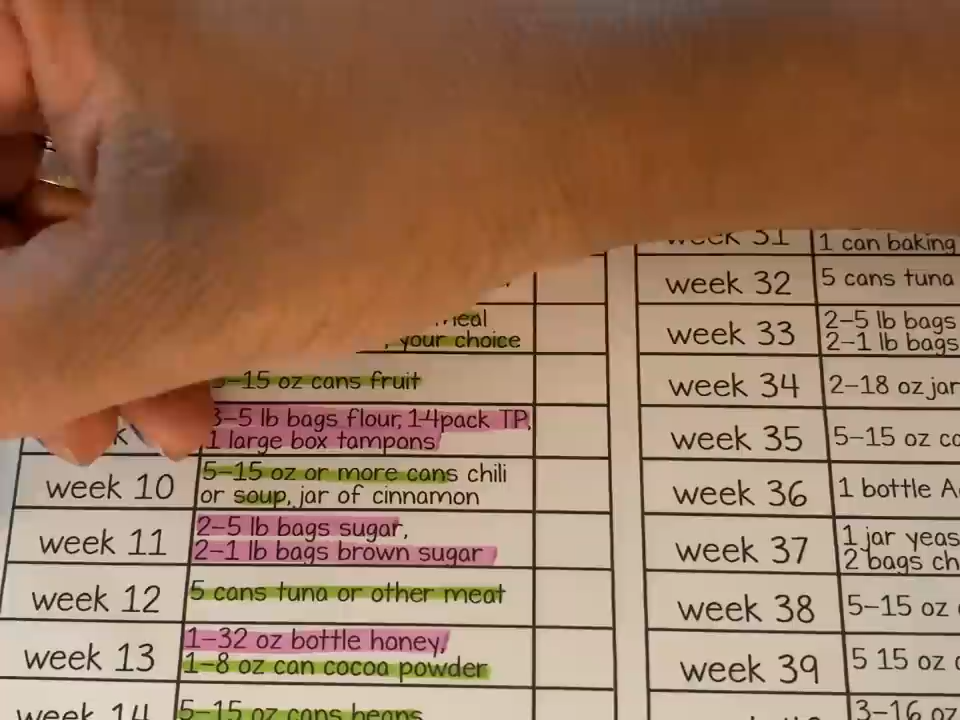 your choice
5-15 oz cans fruit
3-5 lb bags flour, 1-4pack TP,
1 large box tampons
week 10
5-15 oz or more cans chili
or soup, jar of cinnamon
week 11
2-5 lb bags sugar,
2-1 lb bags brown sugar
week 12
5 cans tuna or other meat
week 13
1-32 oz bottle honey,
1-8 oz can cocoa powder
week 14
5-15 oz cans beans
week 31
1 can baking
week 32
5 cans tuna
week 33
2-5 lb bags
2-1 lb bags
week 34
2-18 oz jar
week 35
5-15 oz
week 36
1 bottle
week 37
1 jar
2 bags
week 38
5-15 oz
week 39
5 15 oz
3-16 oz